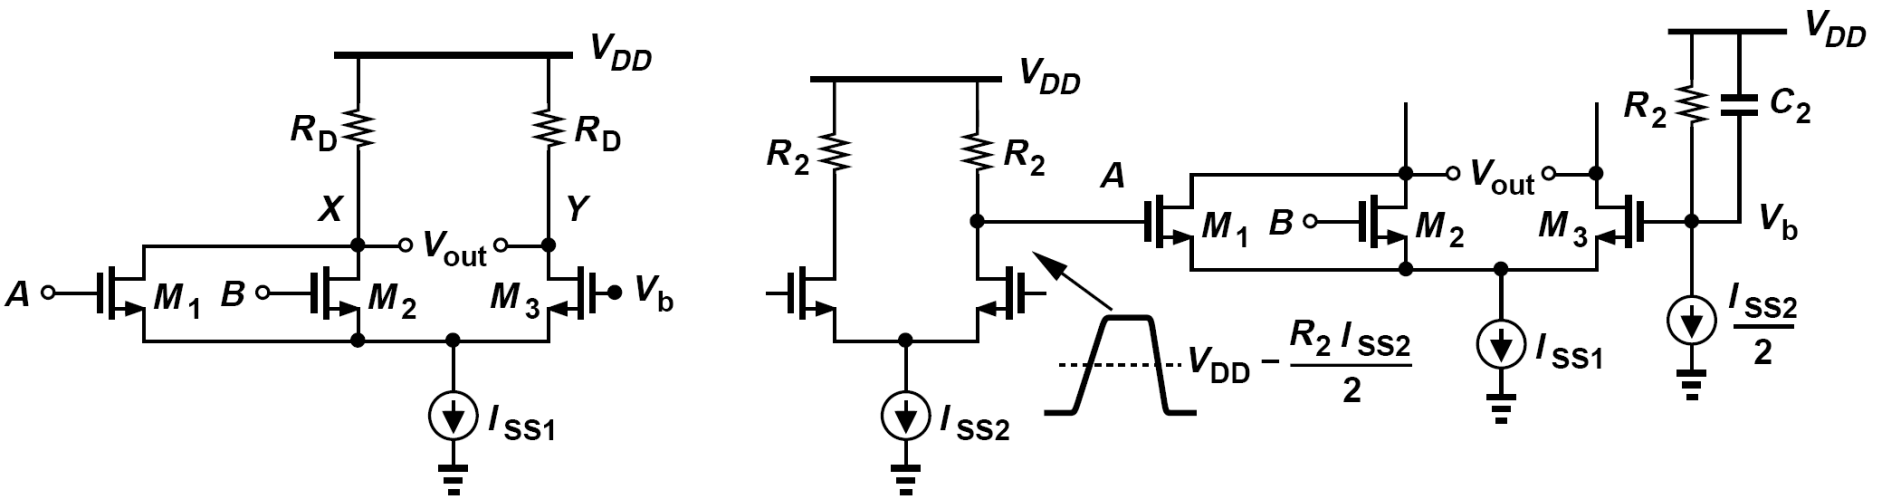 V_DD
R_D
R_D
X
Y
V_out
A
M_1
B
M_2
M_3
V_b
I_SS1
V_DD
R_2
R_2
I_SS2
V_DD − R_2 I_SS2 / 2
V_DD
R_2
C_2
A
M_1
B
M_2
V_out
M_3
V_b
I_SS1
I_SS2 / 2